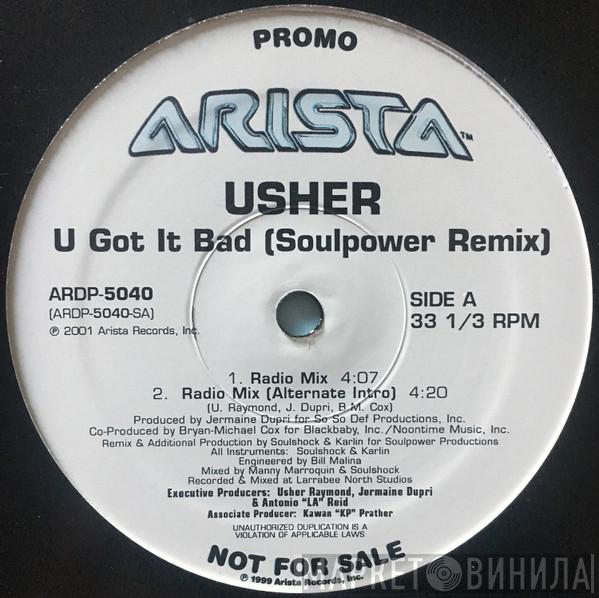 PROMO
ARISTA™
USHER
U Got It Bad (Soulpower Remix)
ARDP-5040
(ARDP-5040-SA)
℗ 2001 Arista Records, Inc.
SIDE A
33 1/3 RPM
1. Radio Mix 4:07
2. Radio Mix (Alternate Intro) 4:20
(U. Raymond, J. Dupri, B.M. Cox)
Produced by Jermaine Dupri for So So Def Productions, Inc.
Co-Produced by Bryan-Michael Cox for Blackbaby, Inc./Noontime Music, Inc.
Remix & Additional Production by Soulshock & Karlin for Soulpower Productions
All Instruments: Soulshock & Karlin
Engineered by Bill Malina
Mixed by Manny Marroquin & Soulshock
Recorded & Mixed at Larrabee North Studios
Executive Producers: Usher Raymond, Jermaine Dupri
& Antonio "LA" Reid
Associate Producer: Kawan "KP" Prather
UNAUTHORIZED DUPLICATION IS A
VIOLATION OF APPLICABLE LAWS
NOT FOR SALE
© 1999 Arista Records, Inc.
МАРКЕТ ВИНИЛА